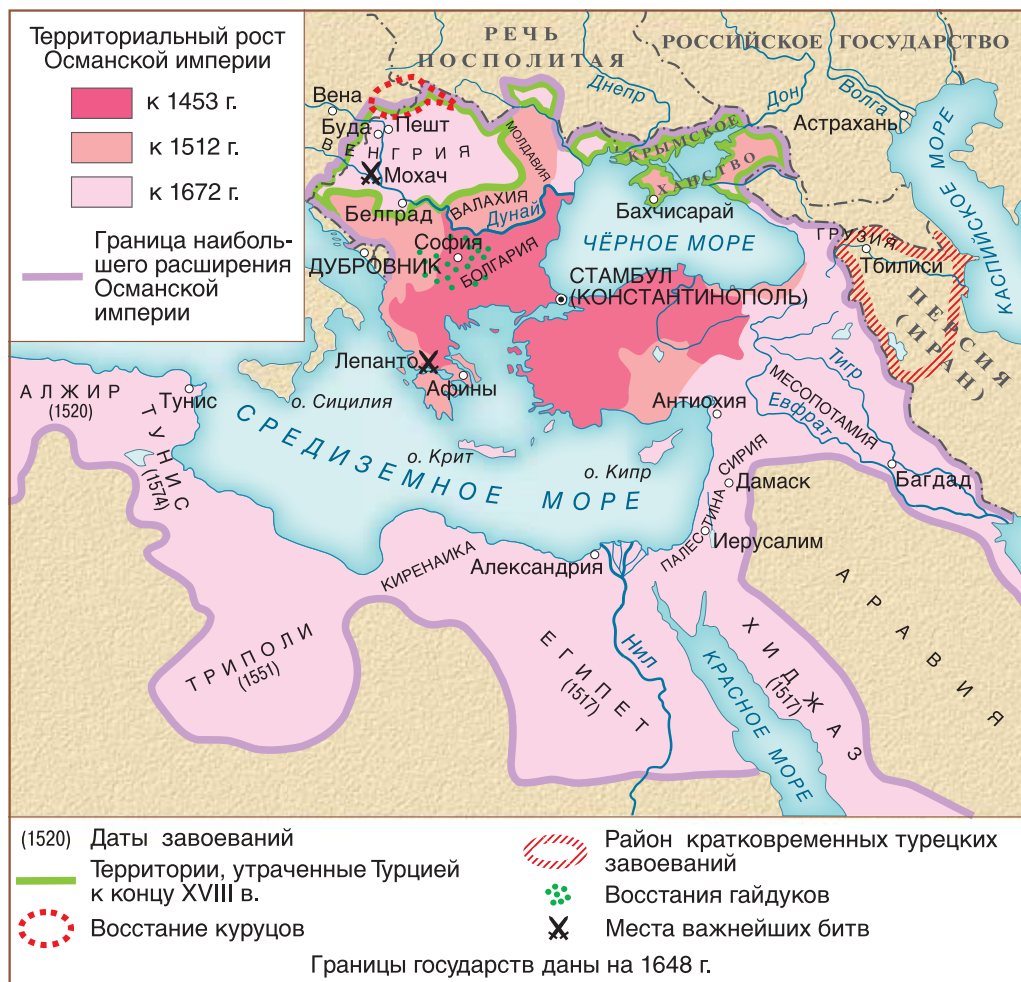 Территориальный рост
Османской империи
к 1453 г.
к 1512 г.
к 1672 г.
Граница наиболь-
шего расширения
Османской
империи
РЕЧЬ
ПОСПОЛИТАЯ
РОССИЙСКОЕ ГОСУДАРСТВО
Днепр
Дон
Волга
Астрахань
КАСПИЙСКОЕ МОРЕ
Вена
Буда
Пешт
ВЕНГРИЯ
Мохач
МОЛДАВИЯ
КРЫМСКОЕ
ХАНСТВО
Бахчисарай
Белград
ВАЛАХИЯ
Дунай
София
БОЛГАРИЯ
ДУБРОВНИК
ЧЁРНОЕ МОРЕ
ГРУЗИЯ
Тбилиси
ПЕРСИЯ
(ИРАН)
СТАМБУЛ
(КОНСТАНТИНОПОЛЬ)
Лепанто
Афины
АЛЖИР
(1520)
Тунис
ТУНИС
(1574)
о. Сицилия
СРЕДИЗЕМНОЕ МОРЕ
о. Крит
о. Кипр
Антиохия
Тигр
МЕСОПОТАМИЯ
Евфрат
Багдад
СИРИЯ
Дамаск
ПАЛЕСТИНА
Иерусалим
КИРЕНАИКА
Александрия
ТРИПОЛИ
(1551)
ЕГИПЕТ
(1517)
Нил
КРАСНОЕ МОРЕ
ХИДЖАЗ
(1517)
АРАВИЯ
(1520) Даты завоеваний
Территории, утраченные Турцией
к концу XVIII в.
Восстание куруцов
Район кратковременных турецких
завоеваний
Восстания гайдуков
Места важнейших битв
Границы государств даны на 1648 г.